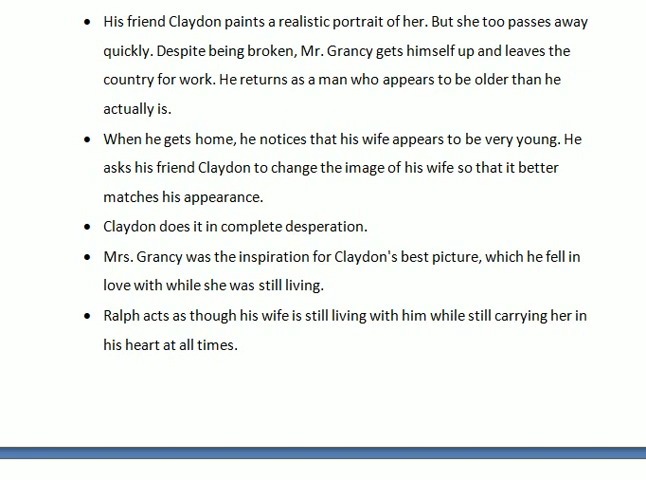 • His friend Claydon paints a realistic portrait of her. But she too passes away
quickly. Despite being broken, Mr. Grancy gets himself up and leaves the
country for work. He returns as a man who appears to be older than he
actually is.
• When he gets home, he notices that his wife appears to be very young. He
asks his friend Claydon to change the image of his wife so that it better
matches his appearance.
• Claydon does it in complete desperation.
• Mrs. Grancy was the inspiration for Claydon's best picture, which he fell in
love with while she was still living.
• Ralph acts as though his wife is still living with him while still carrying her in
his heart at all times.